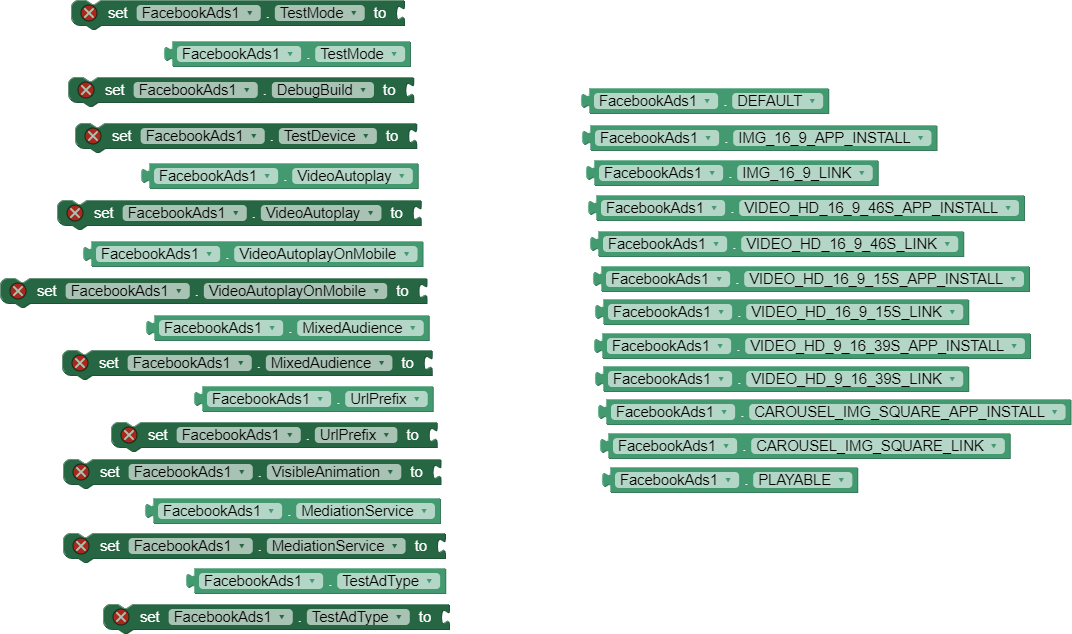 set FacebookAds1 . TestMode to
FacebookAds1 . TestMode
set FacebookAds1 . DebugBuild to
set FacebookAds1 . TestDevice to
FacebookAds1 . VideoAutoplay
set FacebookAds1 . VideoAutoplay to
FacebookAds1 . VideoAutoplayOnMobile
set FacebookAds1 . VideoAutoplayOnMobile to
FacebookAds1 . MixedAudience
set FacebookAds1 . MixedAudience to
FacebookAds1 . UrlPrefix
set FacebookAds1 . UrlPrefix to
set FacebookAds1 . VisibleAnimation to
FacebookAds1 . MediationService
set FacebookAds1 . MediationService to
FacebookAds1 . TestAdType
set FacebookAds1 . TestAdType to
FacebookAds1 . DEFAULT
FacebookAds1 . IMG_16_9_APP_INSTALL
FacebookAds1 . IMG_16_9_LINK
FacebookAds1 . VIDEO_HD_16_9_46S_APP_INSTALL
FacebookAds1 . VIDEO_HD_16_9_46S_LINK
FacebookAds1 . VIDEO_HD_16_9_15S_APP_INSTALL
FacebookAds1 . VIDEO_HD_16_9_15S_LINK
FacebookAds1 . VIDEO_HD_9_16_39S_APP_INSTALL
FacebookAds1 . VIDEO_HD_9_16_39S_LINK
FacebookAds1 . CAROUSEL_IMG_SQUARE_APP_INSTALL
FacebookAds1 . CAROUSEL_IMG_SQUARE_LINK
FacebookAds1 . PLAYABLE